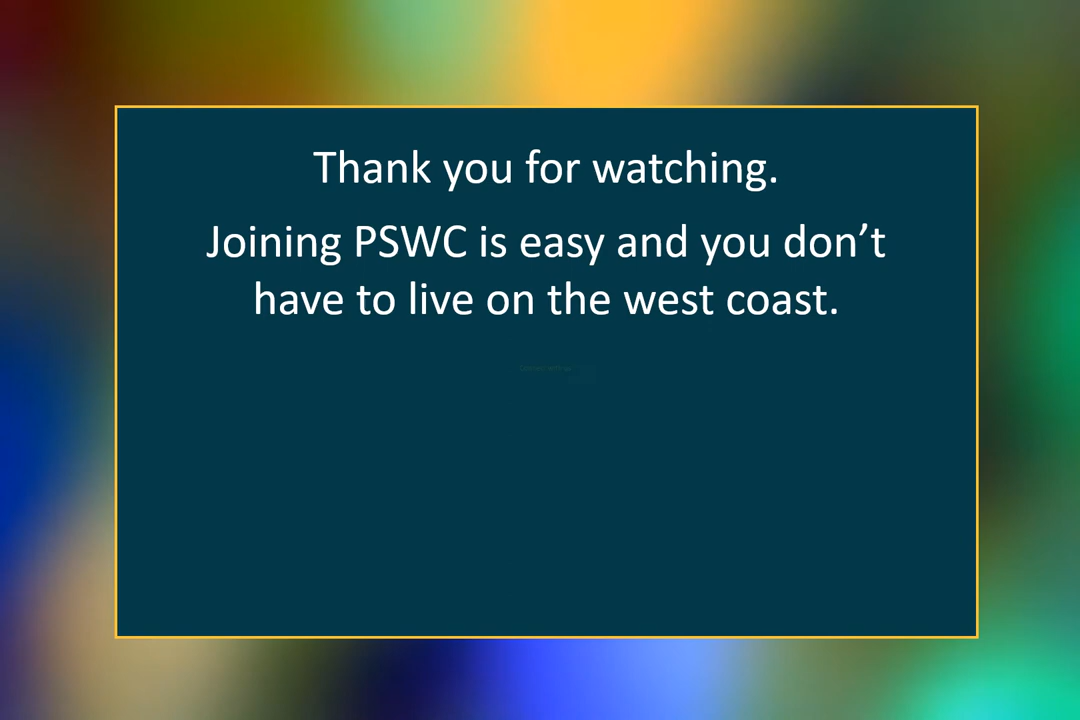 Thank you for watching.
Joining PSWC is easy and you don’t
have to live on the west coast.